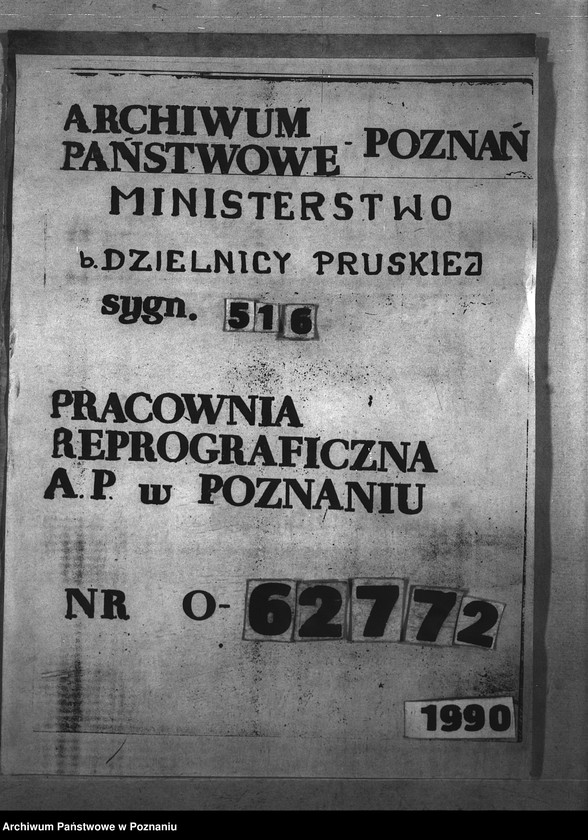 ARCHIWUM
PAŃSTWOWE - POZNAŃ
MINISTERSTWO
b. DZIELNICY PRUSKIEJ
sygn. 516
PRACOWNIA
REPROGRAFICZNA
A. P. w POZNANIU
NR O-62772
1990
Archiwum Państwowe w Poznaniu